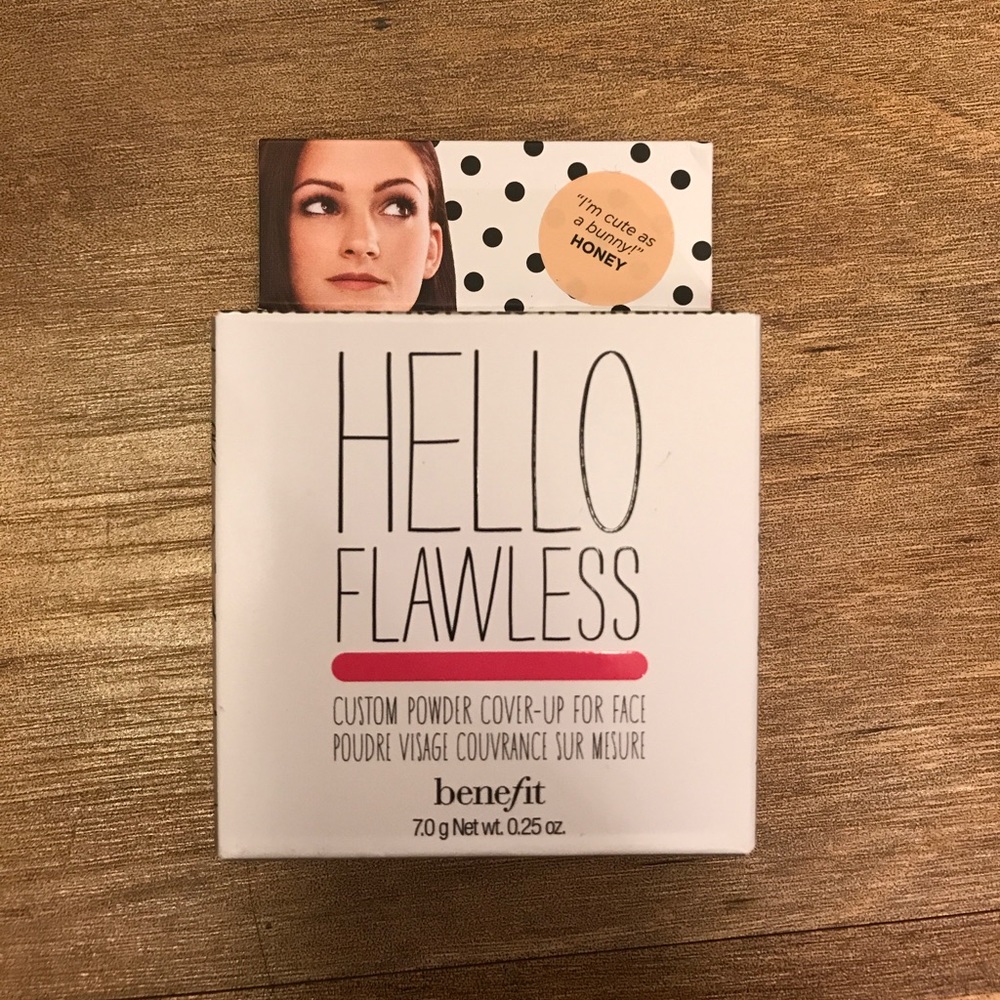 "I'm cute as
a bunny!"
HONEY
HELLO
FLAWLESS
CUSTOM POWDER COVER-UP FOR FACE
POUDRE VISAGE COUVRANCE SUR MESURE
benefit
7.0 g Net wt. 0.25 oz.